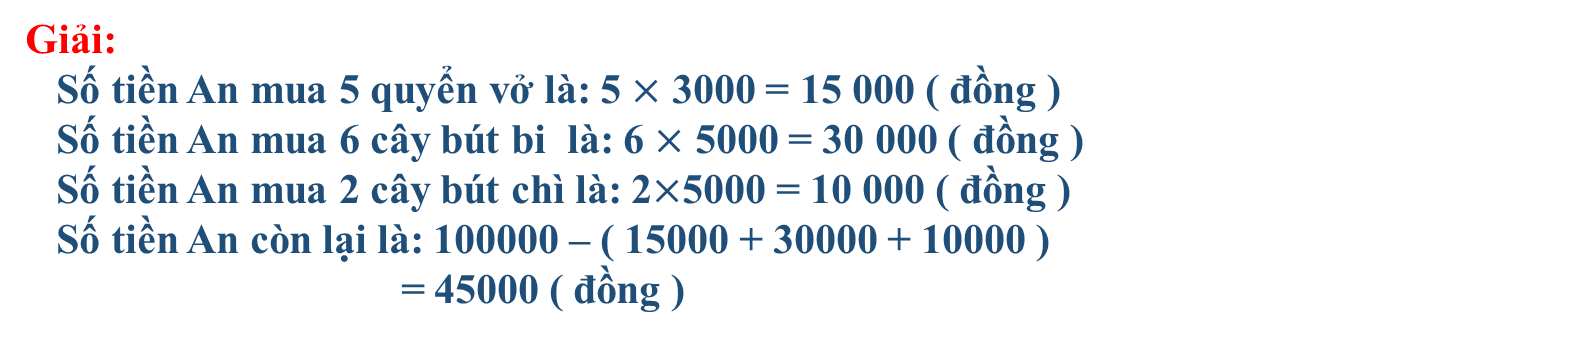 Giải:
Số tiền An mua 5 quyển vở là: 5 × 3000 = 15 000 ( đồng )
Số tiền An mua 6 cây bút bi  là: 6 × 5000 = 30 000 ( đồng )
Số tiền An mua 2 cây bút chì là: 2×5000 = 10 000 ( đồng )
Số tiền An còn lại là: 100000 – ( 15000 + 30000 + 10000 )
= 45000 ( đồng )